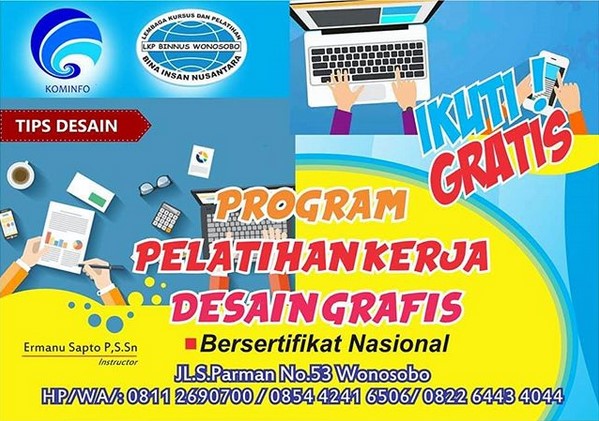 KOMINFO
LEMBAGA KURSUS DAN PELATIHAN
LKP BINNUS WONOSOBO
BINA INSAN NUSANTARA
TIPS DESAIN
IKUTI !
GRATIS
PROGRAM
PELATIHAN KERJA
DESAIN GRAFIS
Bersertifikat Nasional
Ermanu Sapto P,S.Sn
Instructor
JL.S.Parman No.53 Wonosobo
HP/WA/: 0811 2690700 / 0854 4241 6506/ 0822 6443 4044